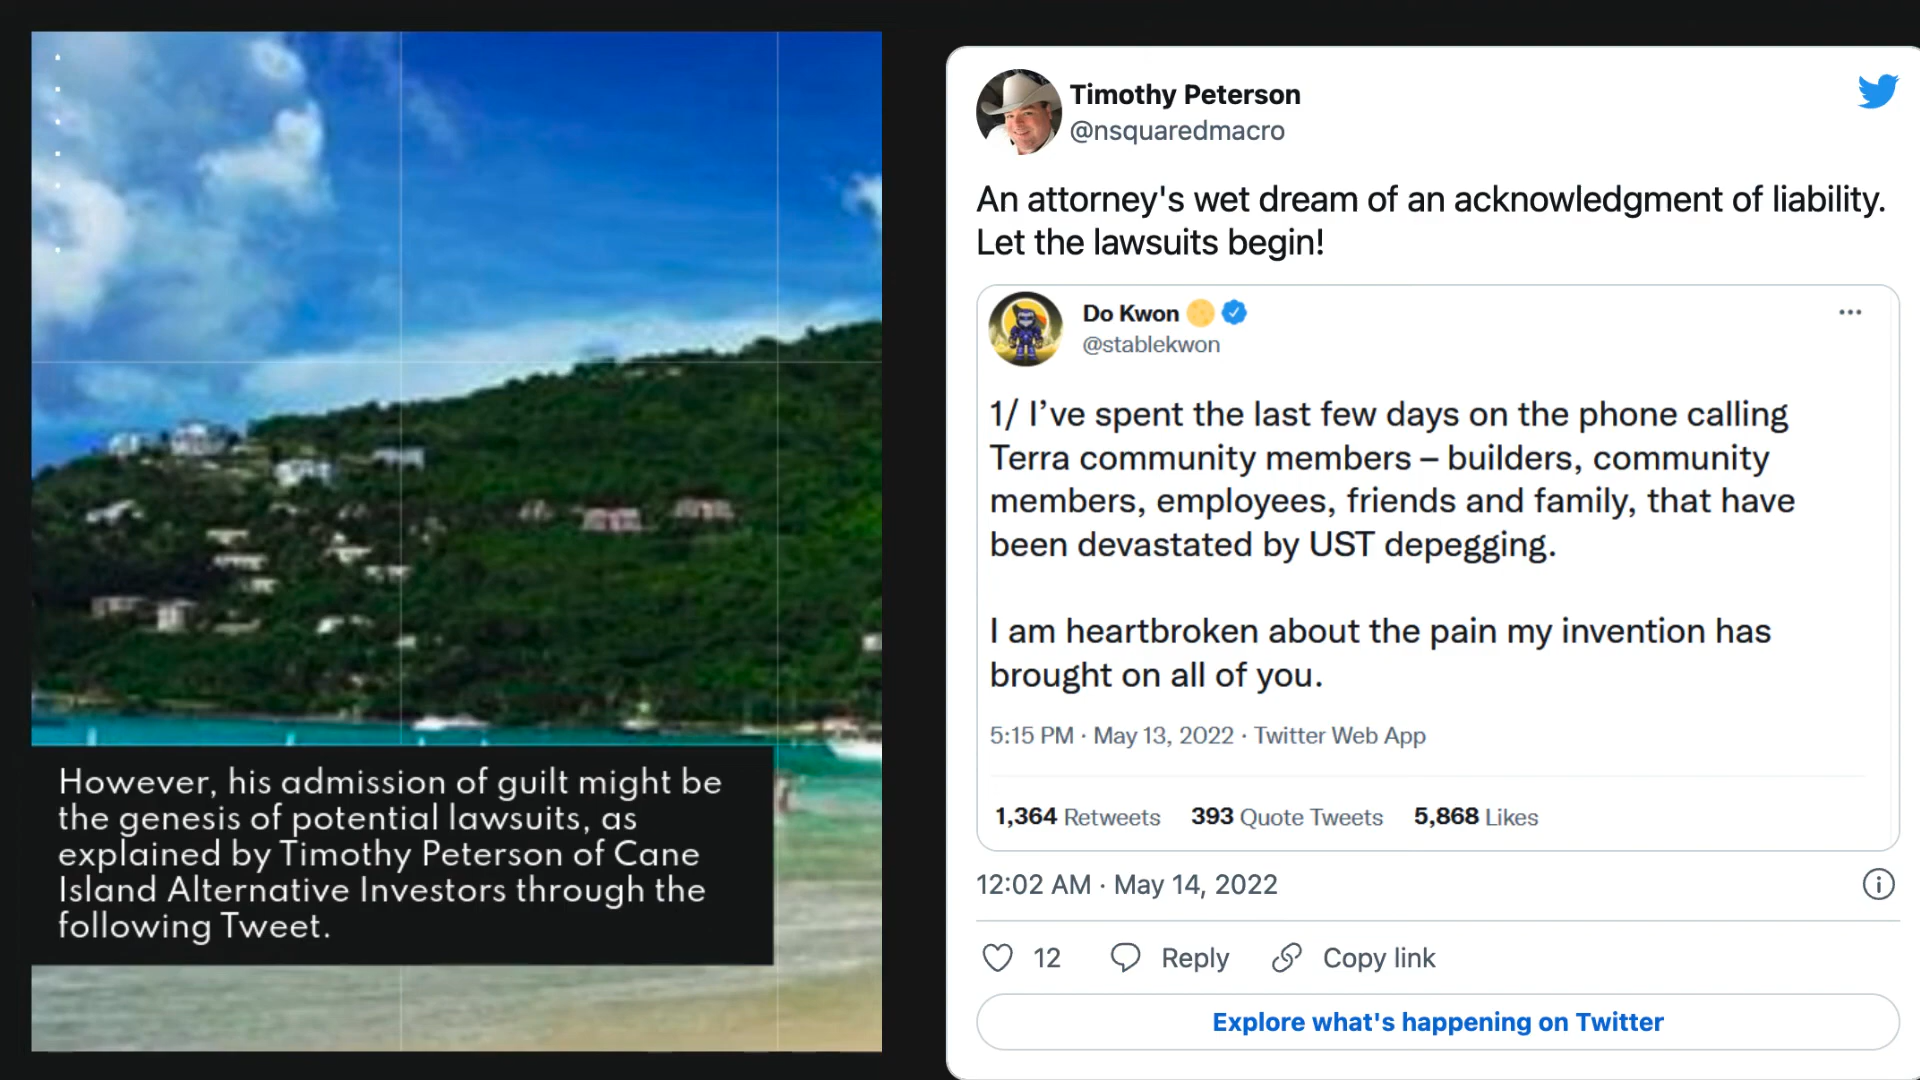 However, his admission of guilt might be
the genesis of potential lawsuits, as
explained by Timothy Peterson of Cane
Island Alternative Investors through the
following Tweet.
Timothy Peterson
@nsquaredmacro
An attorney's wet dream of an acknowledgment of liability.
Let the lawsuits begin!
Do Kwon
@stablekwon
1/ I’ve spent the last few days on the phone calling
Terra community members – builders, community
members, employees, friends and family, that have
been devastated by UST depegging.
I am heartbroken about the pain my invention has
brought on all of you.
5:15 PM · May 13, 2022 · Twitter Web App
1,364 Retweets 393 Quote Tweets 5,868 Likes
12:02 AM · May 14, 2022
12 Reply Copy link
Explore what's happening on Twitter